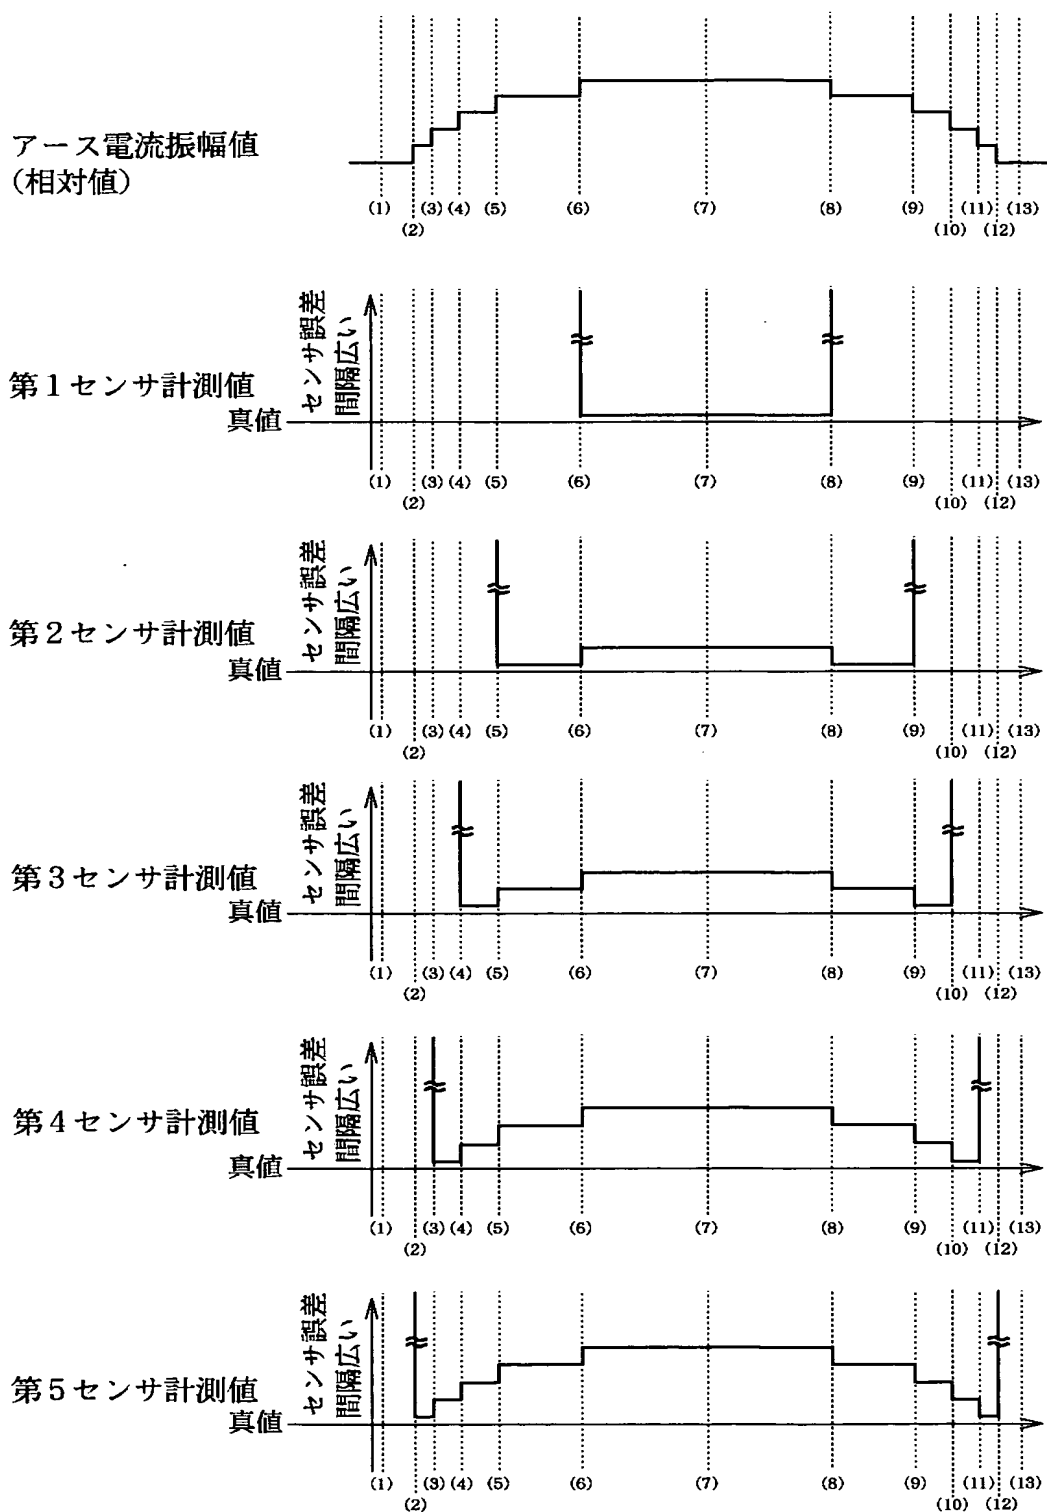 アース電流振幅値
(相対値)
(1) (3) (4) (5) (6) (7) (8) (9) (11) (13)
(2) (10) (12)
センサ誤差
間隔広い
第1センサ計測値
真値
(1) (3) (4) (5) (6) (7) (8) (9) (11) (13)
(2) (10) (12)
センサ誤差
間隔広い
第2センサ計測値
真値
(1) (3) (4) (5) (6) (7) (8) (9) (11) (13)
(2) (10) (12)
センサ誤差
間隔広い
第3センサ計測値
真値
(1) (3) (4) (5) (6) (7) (8) (9) (11) (13)
(2) (10) (12)
センサ誤差
間隔広い
第4センサ計測値
真値
(1) (3) (4) (5) (6) (7) (8) (9) (11) (13)
(2) (10) (12)
センサ誤差
間隔広い
第5センサ計測値
真値
(1) (3) (4) (5) (6) (7) (8) (9) (11) (13)
(2) (10) (12)